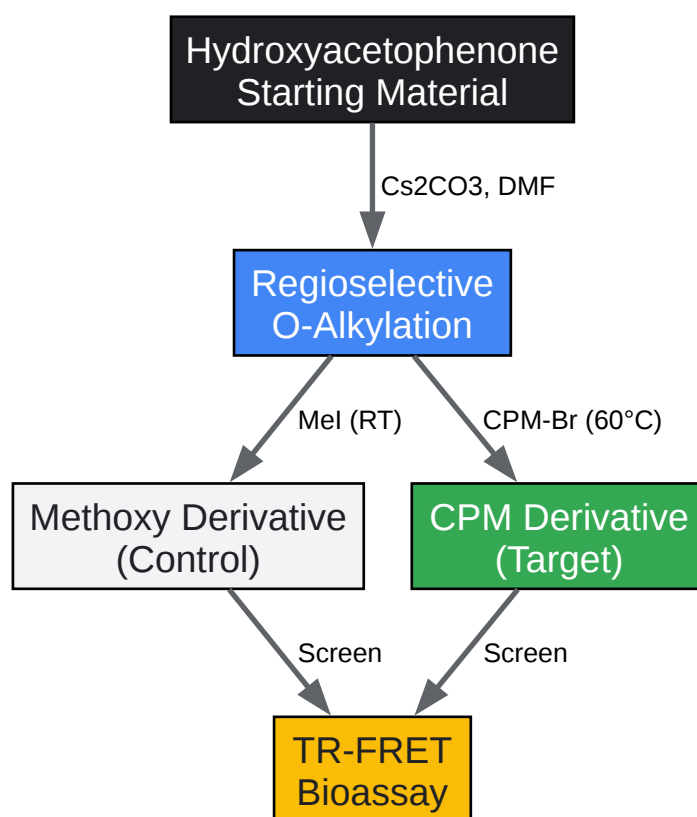 Hydroxyacetophenone
Starting Material
Cs2CO3, DMF
Regioselective
O-Alkylation
MeI (RT)
CPM-Br (60°C)
Methoxy Derivative
(Control)
CPM Derivative
(Target)
Screen
Screen
TR-FRET
Bioassay